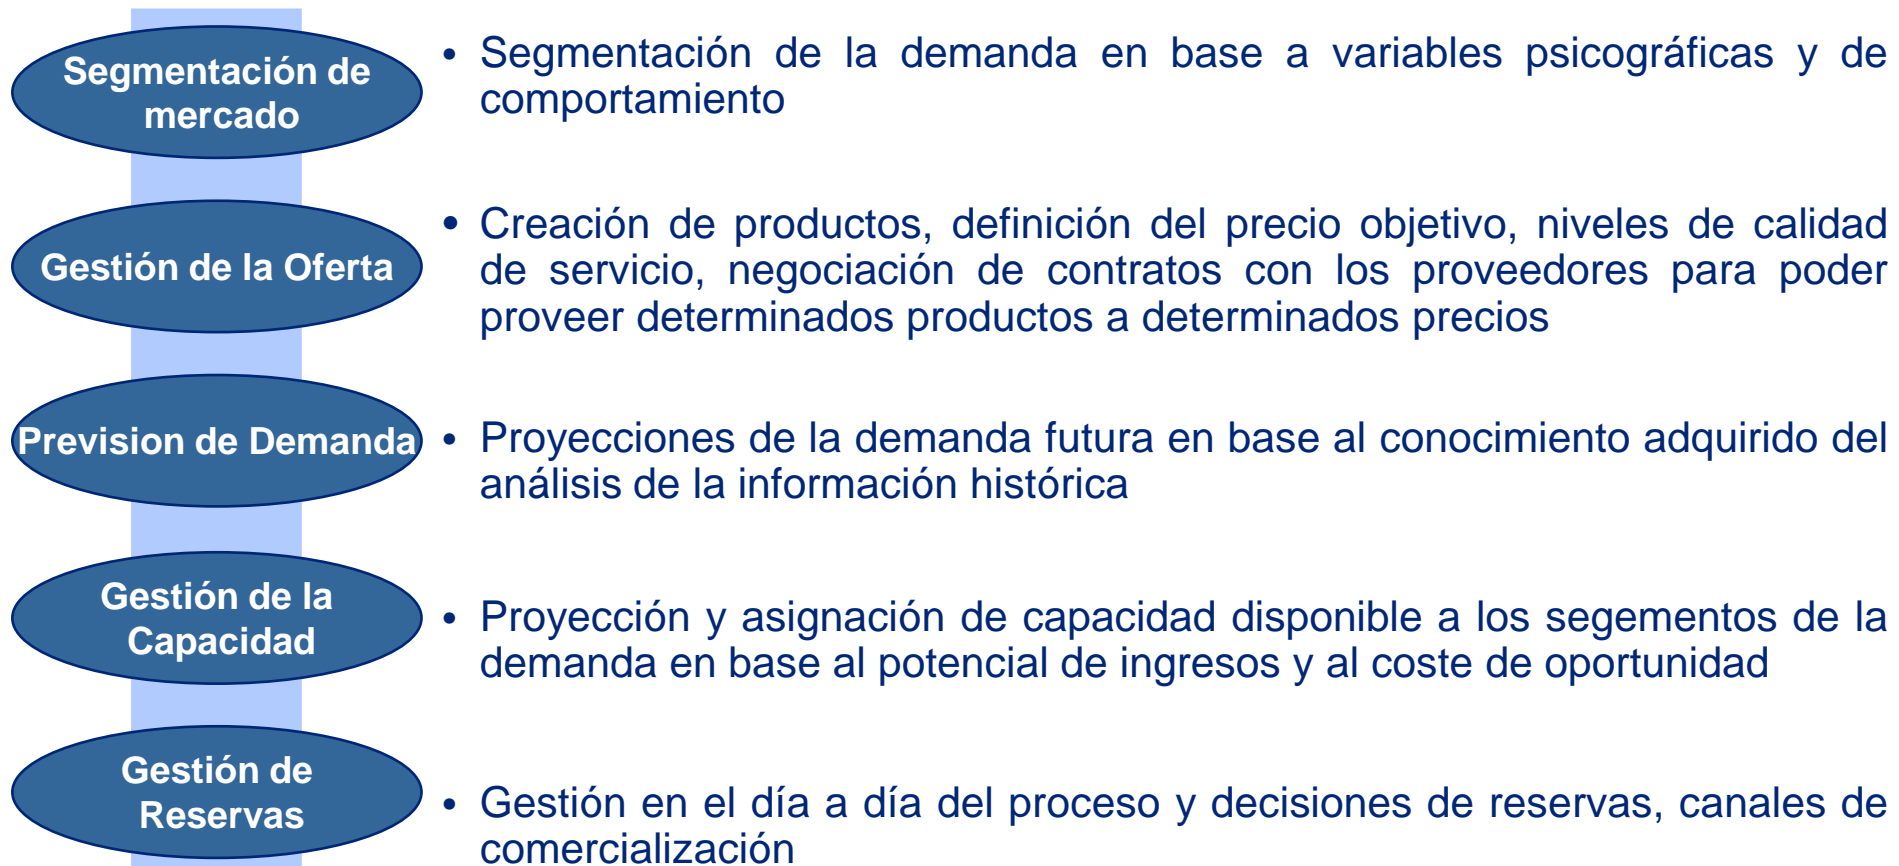 Segmentación de
mercado
• Segmentación de la demanda en base a variables psicográficas y de
comportamiento
Gestión de la Oferta
• Creación de productos, definición del precio objetivo, niveles de calidad
de servicio, negociación de contratos con los proveedores para poder
proveer determinados productos a determinados precios
Prevision de Demanda
• Proyecciones de la demanda futura en base al conocimiento adquirido del
análisis de la información histórica
Gestión de la
Capacidad
• Proyección y asignación de capacidad disponible a los segementos de la
demanda en base al potencial de ingresos y al coste de oportunidad
Gestión de
Reservas
• Gestión en el día a día del proceso y decisiones de reservas, canales de
comercialización